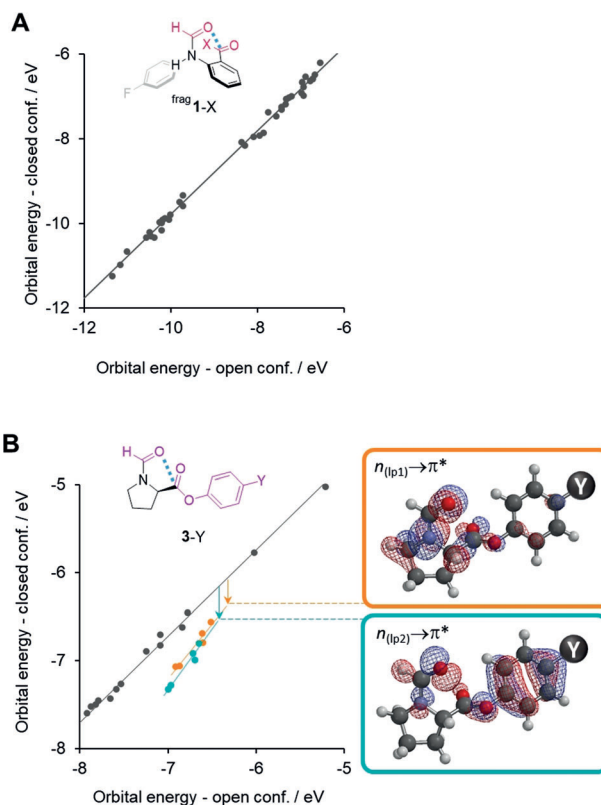 A
H
O
X
O
H
N
F
frag 1-X
Orbital energy - closed conf. / eV
-6
-8
-10
-12
-12
-10
-8
-6
Orbital energy - open conf. / eV
B
H
O
N
O
O
Y
3-Y
Orbital energy - closed conf. / eV
-5
-6
-7
-8
-8
-7
-6
-5
Orbital energy - open conf. / eV
n(lp1)→π*
Y
n(lp2)→π*
Y